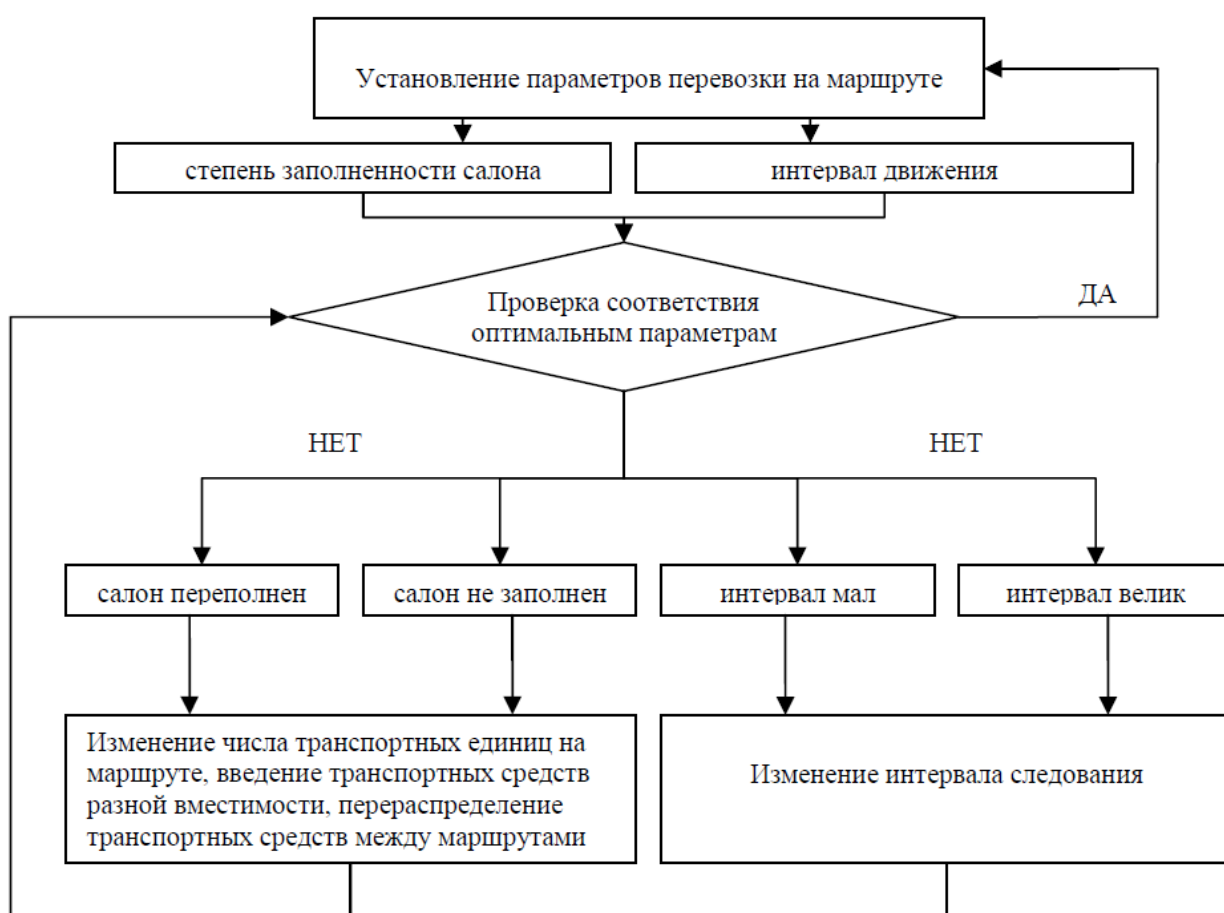 Установление параметров перевозки на маршруте
степень заполненности салона
интервал движения
Проверка соответствия
оптимальным параметрам
ДА
НЕТ
НЕТ
салон переполнен
салон не заполнен
интервал мал
интервал велик
Изменение числа транспортных единиц на
маршруте, введение транспортных средств
разной вместимости, перераспределение
транспортных средств между маршрутами
Изменение интервала следования